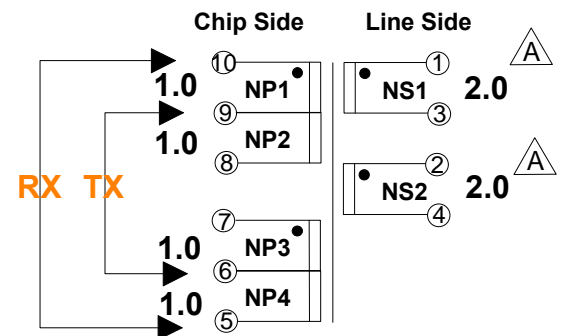 Chip Side Line Side
A
⑩ ①
1.0 NP1 NS1 2.0
⑨ ③
1.0 NP2
⑧ ② A
RX TX NS2 2.0
④
⑦
1.0 NP3
⑥
1.0 NP4
⑤